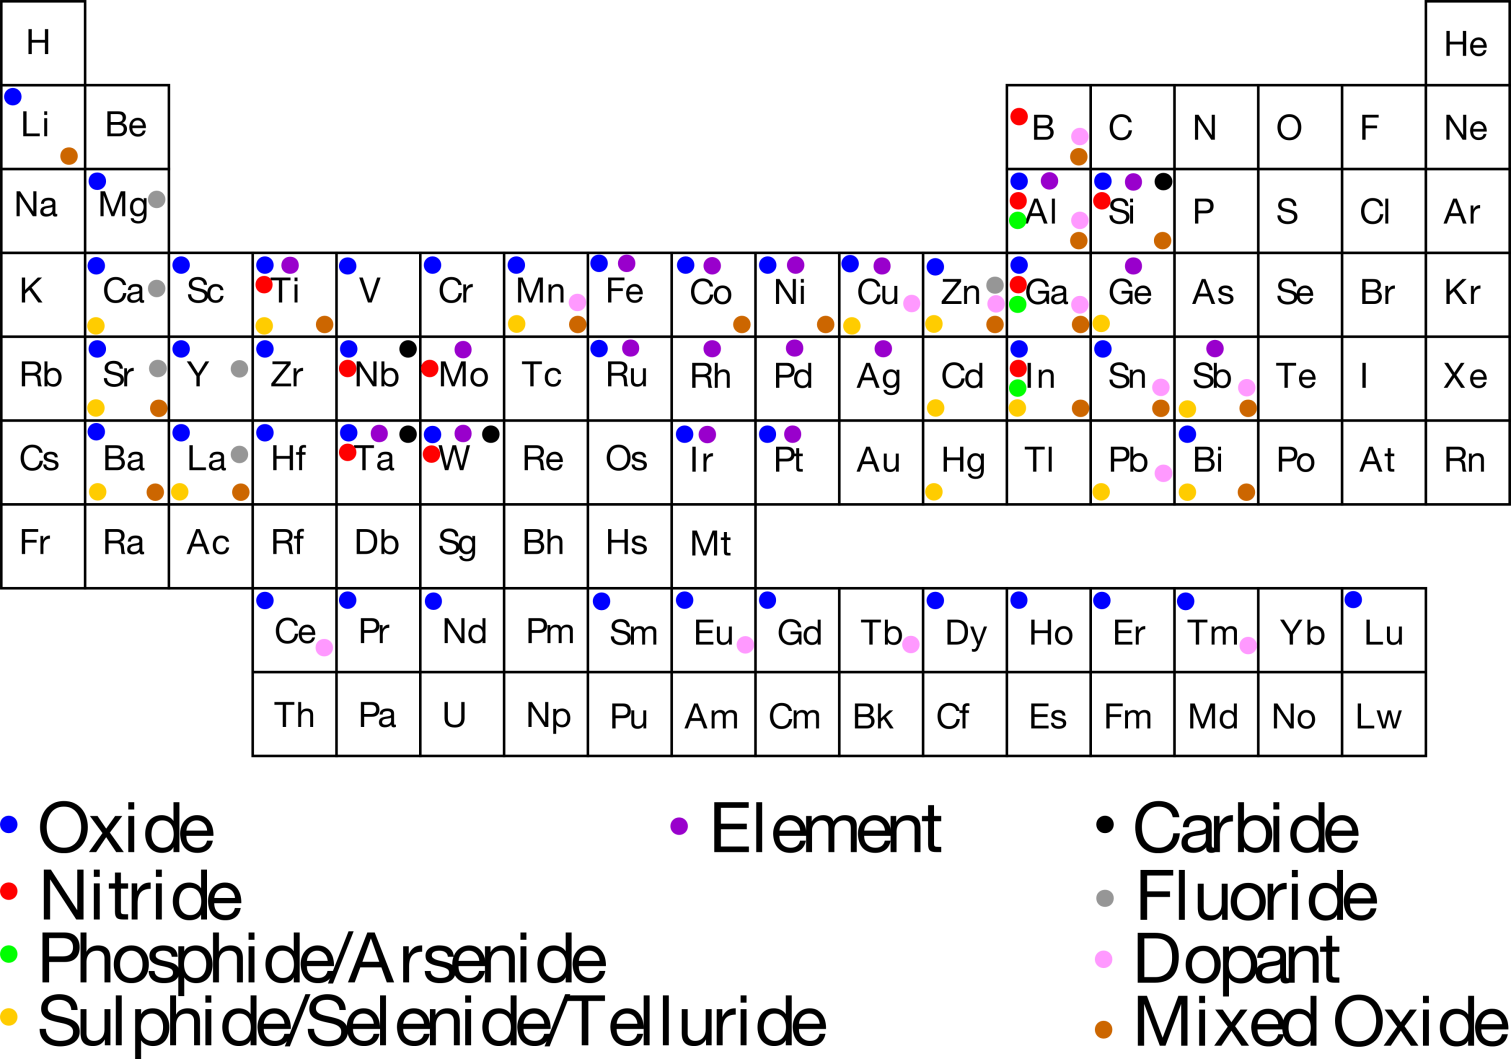 H He
Li Be B C N O F Ne
Na Mg Al Si P S Cl Ar
K Ca Sc Ti V Cr Mn Fe Co Ni Cu Zn Ga Ge As Se Br Kr
Rb Sr Y Zr Nb Mo Tc Ru Rh Pd Ag Cd In Sn Sb Te I Xe
Cs Ba La Hf Ta W Re Os Ir Pt Au Hg Tl Pb Bi Po At Rn
Fr Ra Ac Rf Db Sg Bh Hs Mt
Ce Pr Nd Pm Sm Eu Gd Tb Dy Ho Er Tm Yb Lu
Th Pa U Np Pu Am Cm Bk Cf Es Fm Md No Lw
Oxide Element Carbide
Nitride Fluoride
Phosphide/Arsenide Dopant
Sulphide/Selenide/Telluride Mixed Oxide